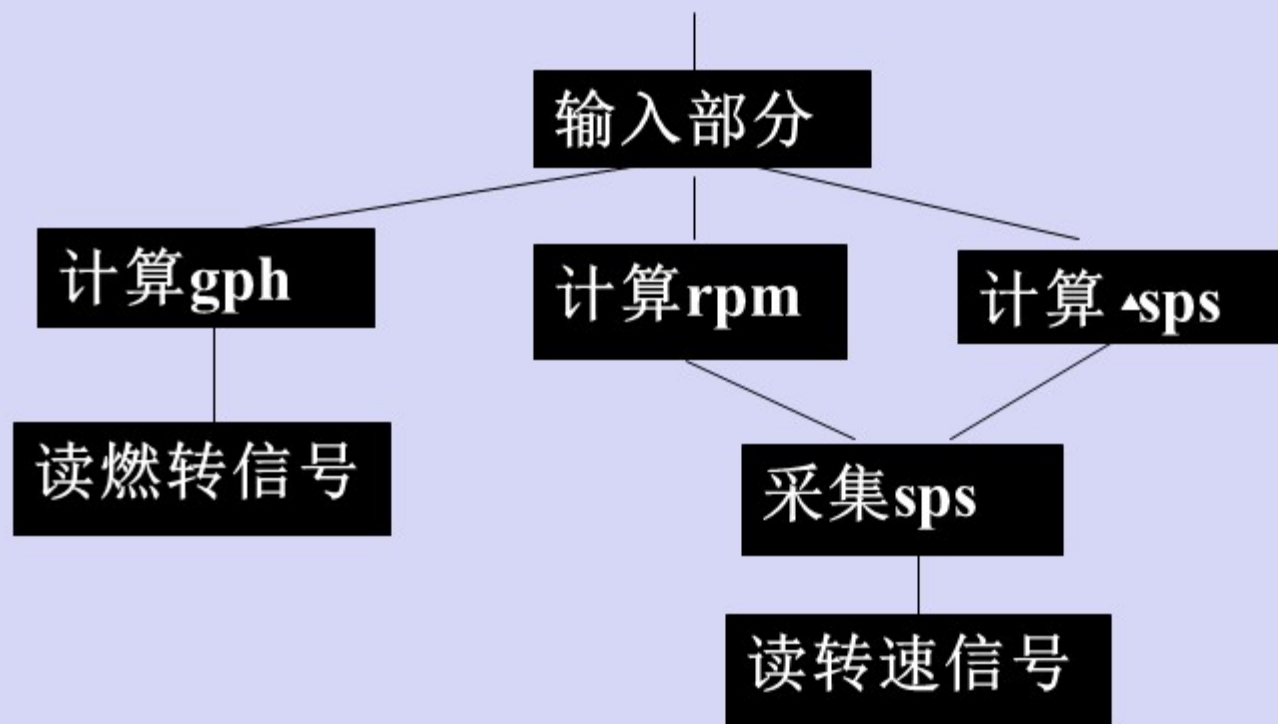 输入部分
计算gph
计算rpm
计算▲sps
读燃转信号
采集sps
读转速信号